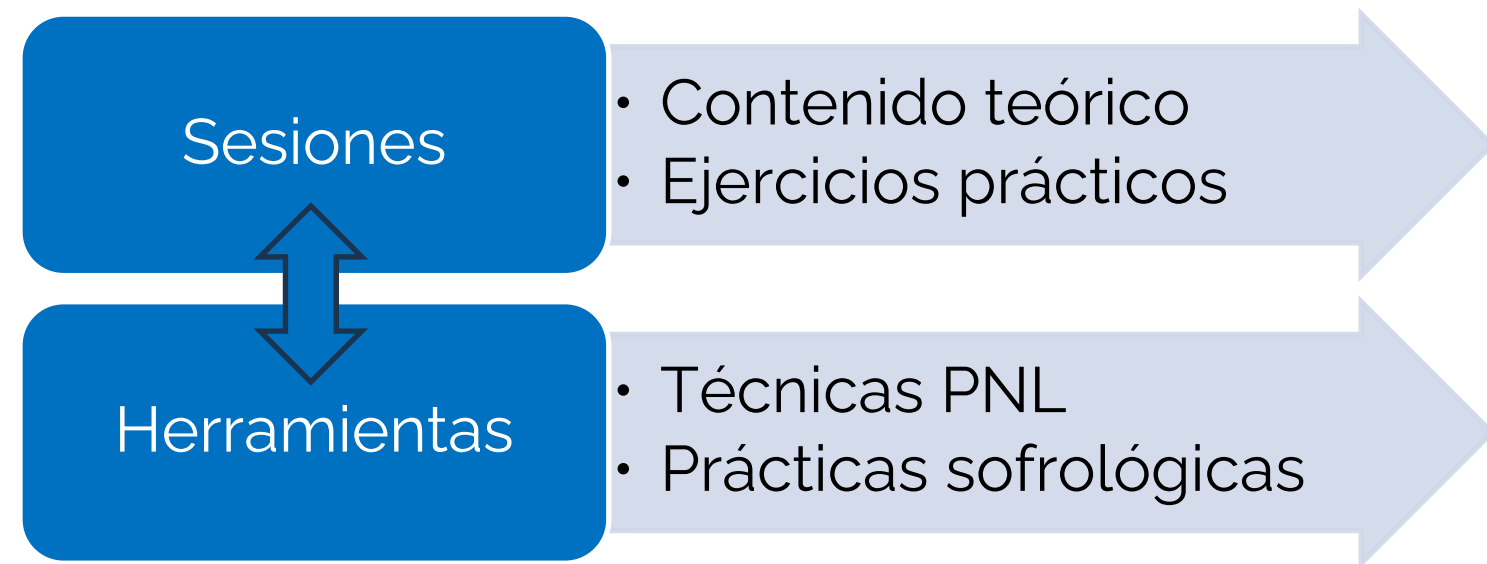 Sesiones
• Contenido teórico
• Ejercicios prácticos
Herramientas
• Técnicas PNL
• Prácticas sofrológicas